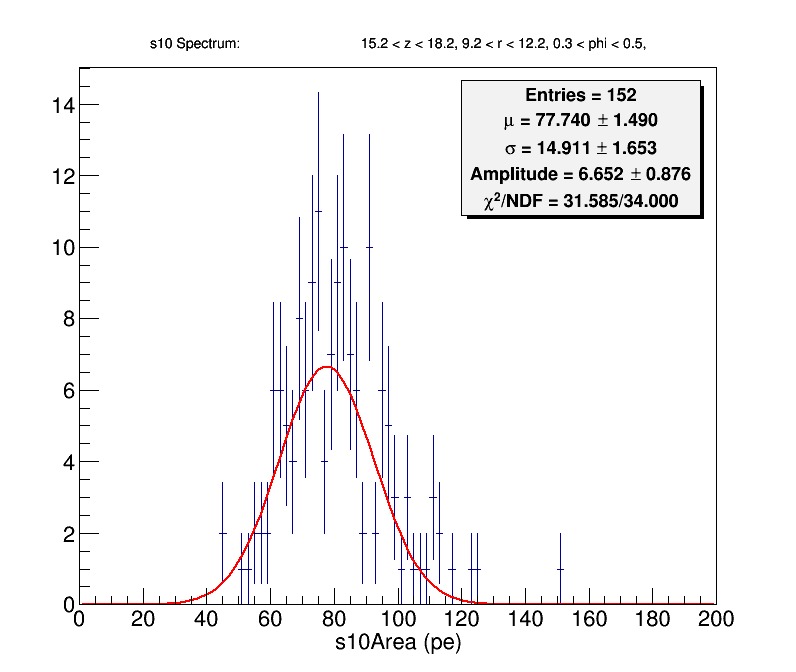 s10 Spectrum: 15.2 < z < 18.2, 9.2 < r < 12.2, 0.3 < phi < 0.5,
Entries = 152
μ = 77.740 ± 1.490
σ = 14.911 ± 1.653
Amplitude = 6.652 ± 0.876
χ²/NDF = 31.585/34.000
14
12
10
8
6
4
2
0
0 20 40 60 80 100 120 140 160 180 200
s10Area (pe)